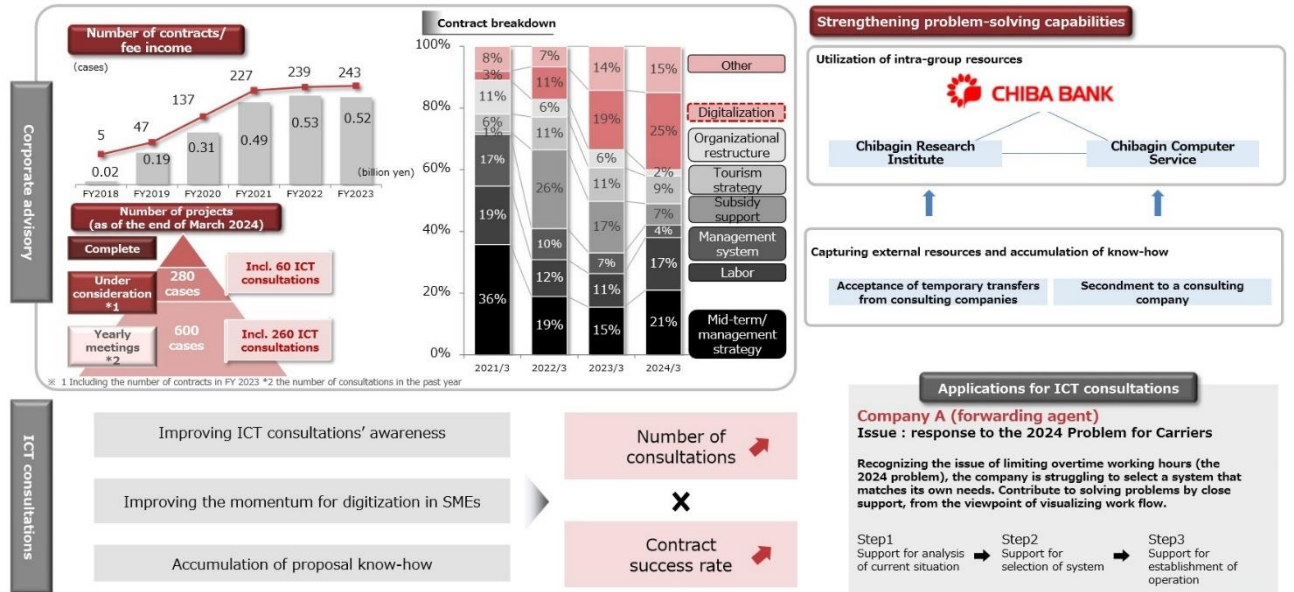 Corporate advisory
Number of contracts/
fee income
(cases)
5
47
137
227
239
243
0.02
0.19
0.31
0.49
0.53
0.52
(billion yen)
FY2018
FY2019
FY2020
FY2021
FY2022
FY2023
Number of projects
(as of the end of March 2024)
Complete
Under
consideration
*1
280
cases
Incl. 60 ICT
consultations
Yearly
meetings
*2
600
cases
Incl. 260 ICT
consultations
※ 1 Including the number of contracts in FY 2023 *2 the number of consultations in the past year
Contract breakdown
100%
80%
60%
40%
20%
0%
8%
3%
11%
6%
1%
17%
19%
36%
2021/3
7%
11%
6%
11%
26%
10%
12%
19%
2022/3
14%
19%
6%
11%
17%
7%
11%
15%
2023/3
15%
25%
2%
9%
7%
4%
17%
21%
2024/3
Other
Digitalization
Organizational
restructure
Tourism
strategy
Subsidy
support
Management
system
Labor
Mid-term/
management
strategy
Strengthening problem-solving capabilities
Utilization of intra-group resources
CHIBA BANK
Chibagin Research
Institute
Chibagin Computer
Service
Capturing external resources and accumulation of know-how
Acceptance of temporary transfers
from consulting companies
Secondment to a consulting
company
ICT consultations
Improving ICT consultations’ awareness
Improving the momentum for digitization in SMEs
Accumulation of proposal know-how
Number of
consultations
×
Contract
success rate
Applications for ICT consultations
Company A (forwarding agent)
Issue : response to the 2024 Problem for Carriers
Recognizing the issue of limiting overtime working hours (the
2024 problem), the company is struggling to select a system that
matches its own needs. Contribute to solving problems by close
support, from the viewpoint of visualizing work flow.
Step1
Support for analysis
of current situation
Step2
Support for
selection of system
Step3
Support for
establishment of
operation